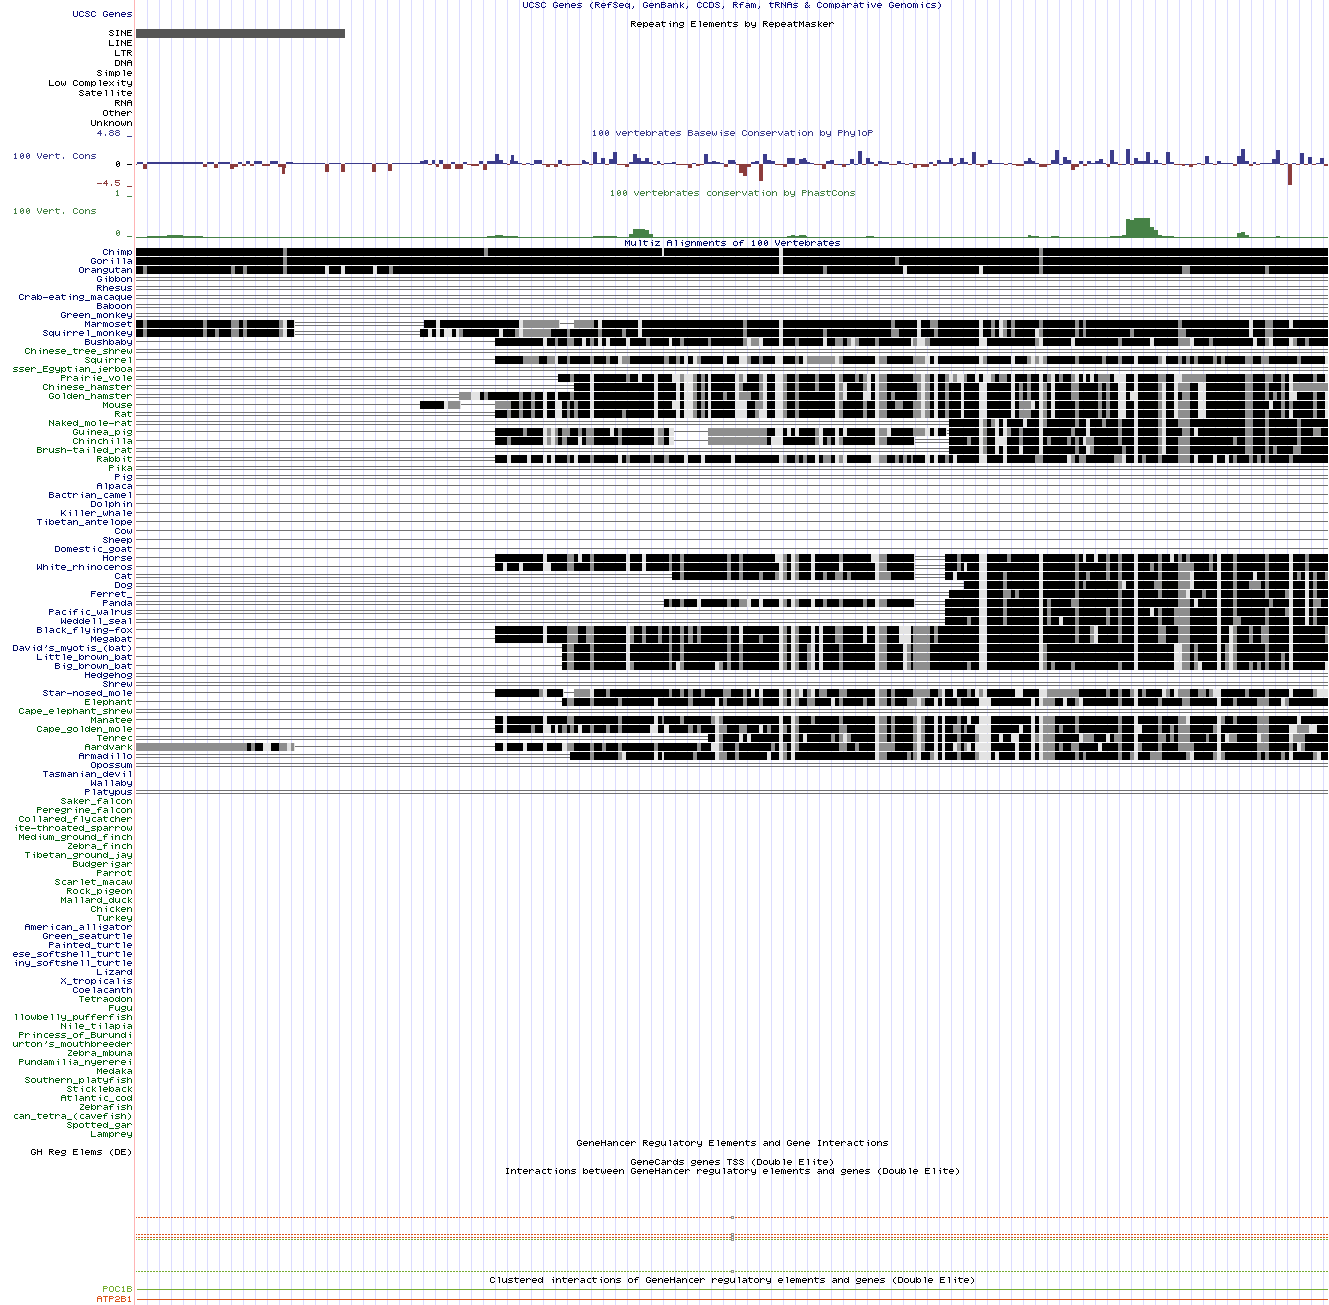 UCSC Genes (RefSeq, GenBank, CCDS, Rfam, tRNAs & Comparative Genomics)
UCSC Genes
Repeating Elements by RepeatMasker
SINE
LINE
LTR
DNA
Simple
Low Complexity
Satellite
RNA
Other
Unknown
4.88 _
100 vertebrates Basewise Conservation by PhyloP
100 Vert. Cons
0 _
-4.5 _
100 vertebrates conservation by PhastCons
1 _
100 Vert. Cons
0 _
Multiz Alignments of 100 Vertebrates
Chimp
Gorilla
Orangutan
Gibbon
Rhesus
Crab-eating_macaque
Baboon
Green_monkey
Marmoset
Squirrel_monkey
Bushbaby
Chinese_tree_shrew
Squirrel
sser_Egyptian_jerboa
Prairie_vole
Chinese_hamster
Golden_hamster
Mouse
Rat
Naked_mole-rat
Guinea_pig
Chinchilla
Brush-tailed_rat
Rabbit
Pika
Pig
Alpaca
Bactrian_camel
Dolphin
Killer_whale
Tibetan_antelope
Cow
Sheep
Domestic_goat
Horse
White_rhinoceros
Cat
Dog
Ferret_
Panda
Pacific_walrus
Weddell_seal
Black_flying-fox
Megabat
David's_myotis_(bat)
Little_brown_bat
Big_brown_bat
Hedgehog
Shrew
Star-nosed_mole
Elephant
Cape_elephant_shrew
Manatee
Cape_golden_mole
Tenrec
Aardvark
Armadillo
Opossum
Tasmanian_devil
Wallaby
Platypus
Saker_falcon
Peregrine_falcon
Collared_flycatcher
ite-throated_sparrow
Medium_ground_finch
Zebra_finch
Tibetan_ground_jay
Budgerigar
Parrot
Scarlet_macaw
Rock_pigeon
Mallard_duck
Chicken
Turkey
American_alligator
Green_seaturtle
Painted_turtle
ese_softshell_turtle
iny_softshell_turtle
Lizard
X_tropicalis
Coelacanth
Tetraodon
Fugu
llowbelly_pufferfish
Nile_tilapia
Princess_of_Burundi
urton's_mouthbreeder
Zebra_mbuna
Pundamilia_nyererei
Medaka
Southern_platyfish
Stickleback
Atlantic_cod
Zebrafish
can_tetra_(cavefish)
Spotted_gar
Lamprey
GeneHancer Regulatory Elements and Gene Interactions
GH Reg Elems (DE)
GeneCards genes TSS (Double Elite)
Interactions between GeneHancer regulatory elements and genes (Double Elite)
Clustered interactions of GeneHancer regulatory elements and genes (Double Elite)
POC1B
ATP2B1